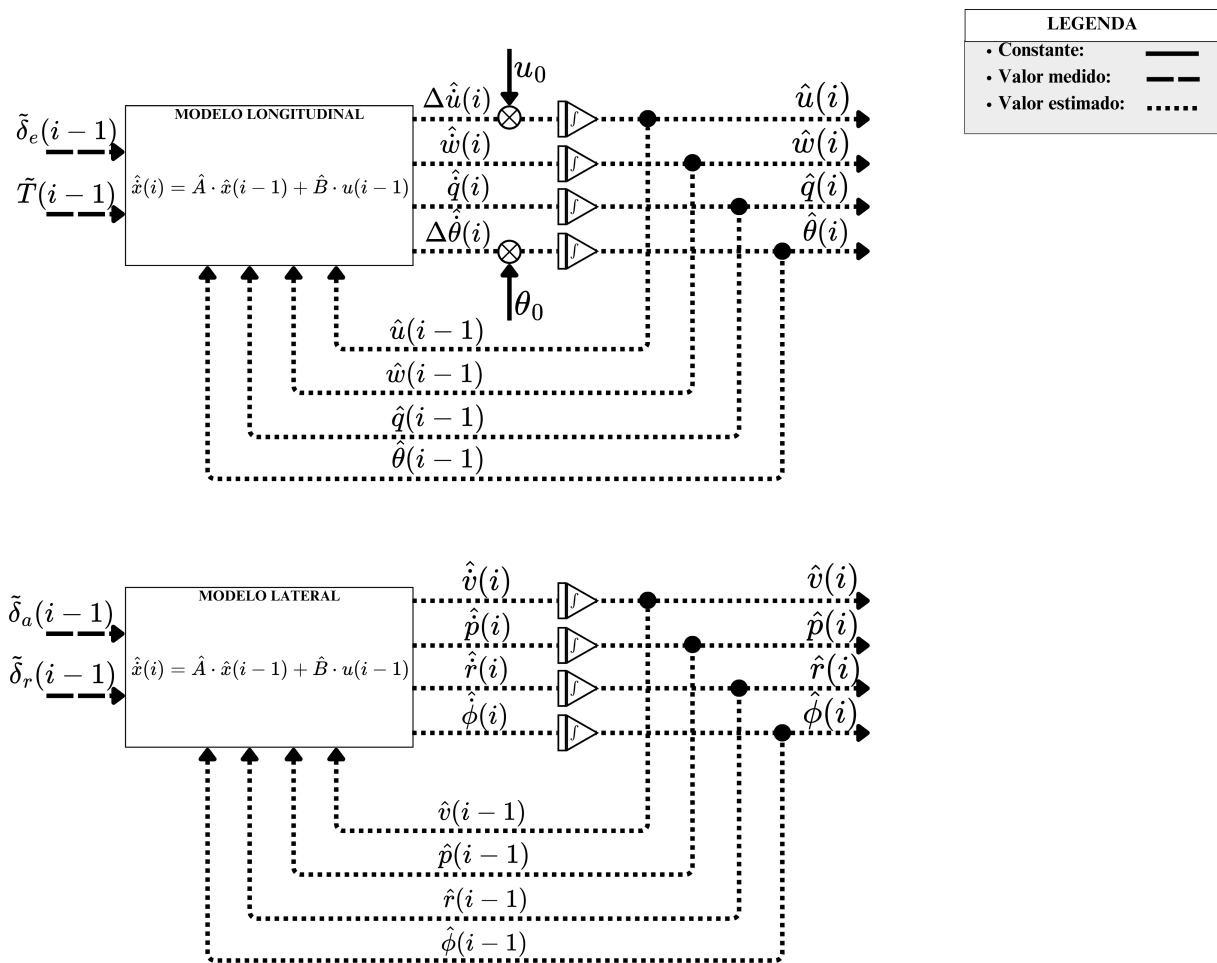 LEGENDA
• Constante:
• Valor medido:
• Valor estimado:
u₀
MODELO LONGITUDINAL
δ̃ₑ(i − 1)
T̃(i − 1)
x̂̇(i) = Â · x̂(i − 1) + B̂ · u(i − 1)
Δû̇(i)
ŵ̇(i)
q̂̇(i)
Δθ̂̇(i)
∫
∫
∫
∫
û(i)
ŵ(i)
q̂(i)
θ̂(i)
θ₀
û(i − 1)
ŵ(i − 1)
q̂(i − 1)
θ̂(i − 1)
MODELO LATERAL
δ̃ₐ(i − 1)
δ̃ᵣ(i − 1)
x̂̇(i) = Â · x̂(i − 1) + B̂ · u(i − 1)
v̂̇(i)
p̂̇(i)
r̂̇(i)
ϕ̂̇(i)
∫
∫
∫
∫
v̂(i)
p̂(i)
r̂(i)
ϕ̂(i)
v̂(i − 1)
p̂(i − 1)
r̂(i − 1)
ϕ̂(i − 1)